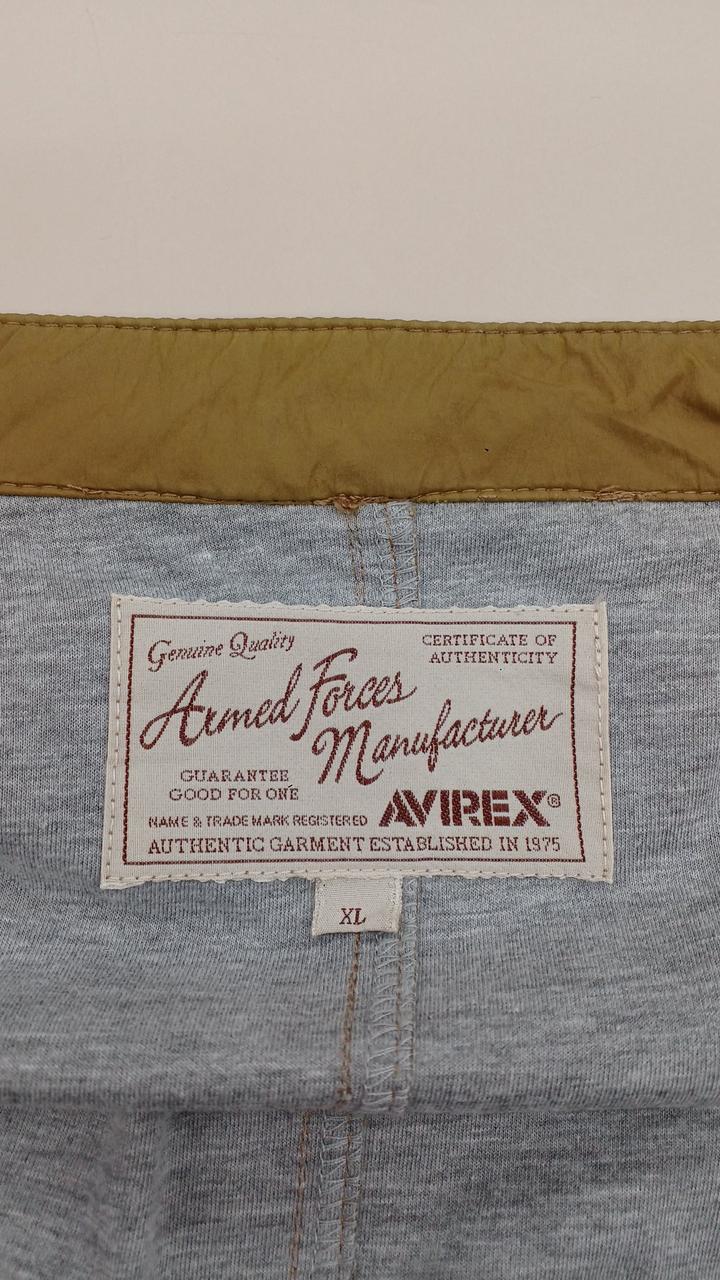 Genuine Quality
CERTIFICATE OF
AUTHENTICITY
Armed Forces
Manufacturer
GUARANTEE
GOOD FOR ONE
NAME & TRADE MARK REGISTERED
AVIREX®
AUTHENTIC GARMENT ESTABLISHED IN 1975
XL